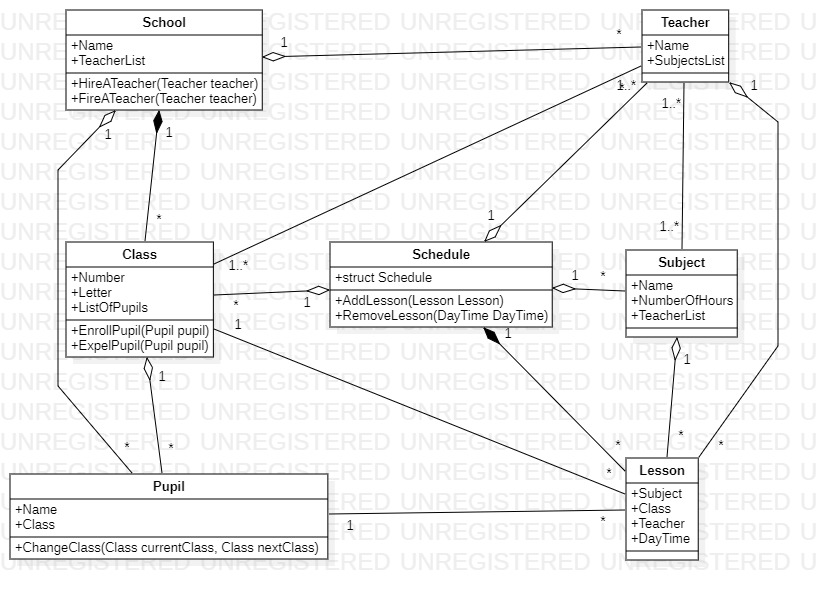 School
+Name
+TeacherList
+HireATeacher(Teacher teacher)
+FireATeacher(Teacher teacher)
Teacher
+Name
+SubjectsList
1
*
1..*
1
1
1
1..*
*
1
1..*
1..*
Class
+Number
+Letter
+ListOfPupils
+EnrollPupil(Pupil pupil)
+ExpelPupil(Pupil pupil)
Schedule
+struct Schedule
+AddLesson(Lesson Lesson)
+RemoveLesson(DayTime DayTime)
Subject
+Name
+NumberOfHours
+TeacherList
*
1
1
*
1
1
1
1
*
*
*
*
*
*
Pupil
+Name
+Class
+ChangeClass(Class currentClass, Class nextClass)
1
*
Lesson
+Subject
+Class
+Teacher
+DayTime
UNREGISTERED